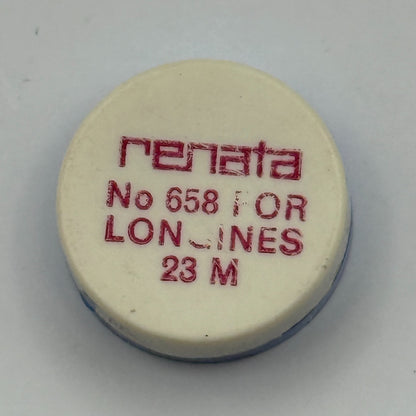 renata
No 658 FOR
LONGINES
23 M